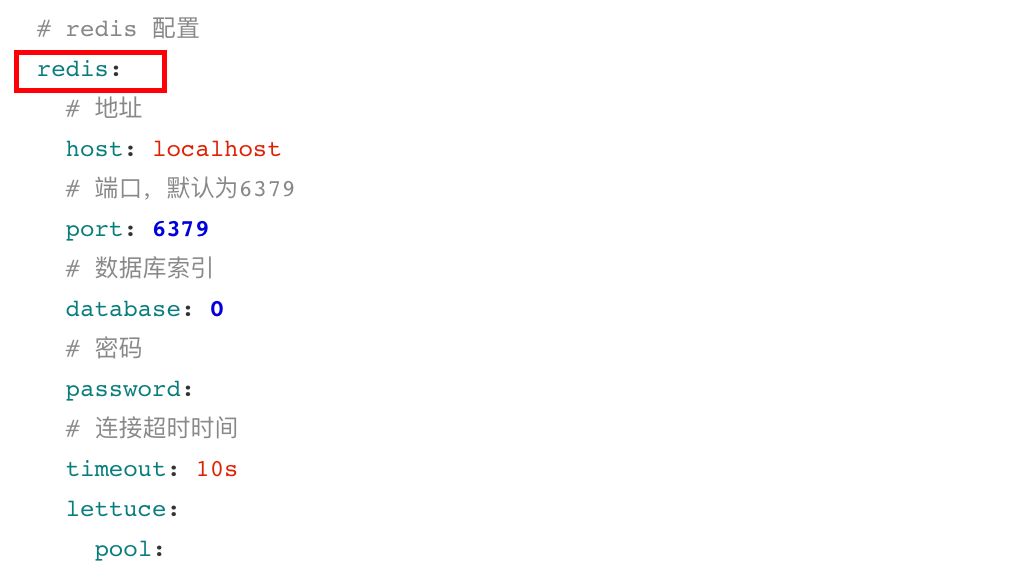 # redis 配置
redis:
# 地址
host: localhost
# 端口，默认为6379
port: 6379
# 数据库索引
database: 0
# 密码
password:
# 连接超时时间
timeout: 10s
lettuce:
pool: